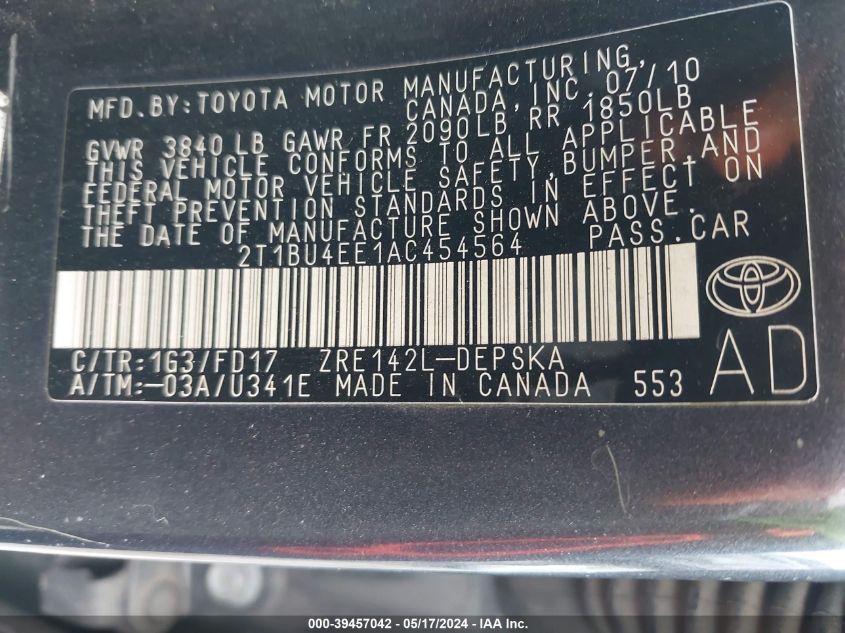 MFD.BY:TOYOTA MOTOR MANUFACTURING,
CANADA, INC. 07/10
GVWR 3840 LB GAWR FR 2090LB RR 1850LB
THIS VEHICLE CONFORMS TO ALL APPLICABLE
FEDERAL MOTOR VEHICLE SAFETY,BUMPER,AND
THEFT PREVENTION STANDARDS IN EFFECT ON
THE DATE OF MANUFACTURE SHOWN ABOVE.
2T1BU4EE1AC454564 PASS.CAR
C/TR:1G3/FD17 ZRE142L-DEPSKA
A/TM:-03A/U341E MADE IN CANADA 553
AD
000-39457042 / 05/17/2024 - IAA Inc.